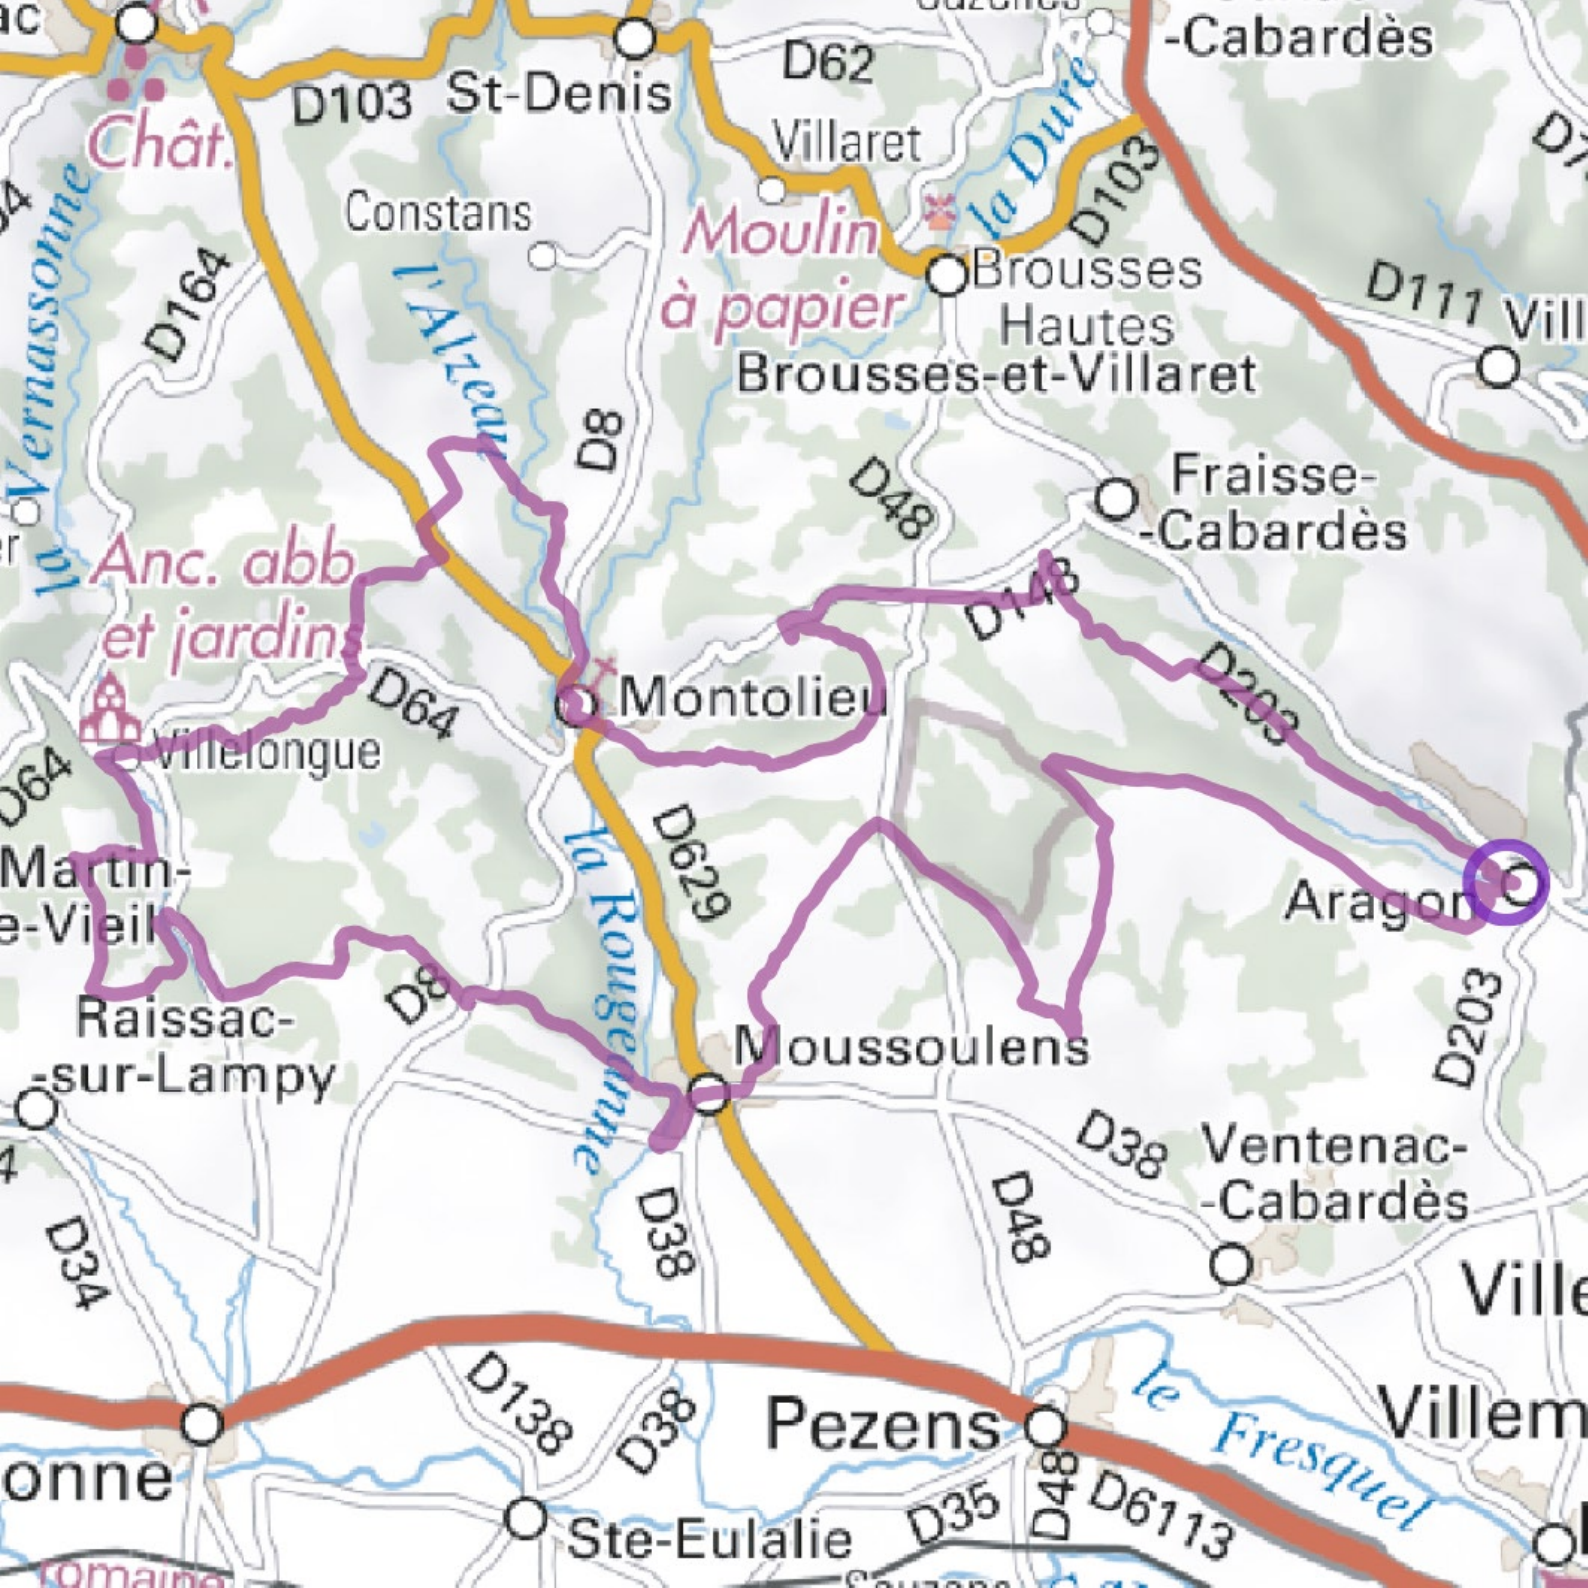 -Cabardès
D62
D103
St-Denis
Chât.
Villaret
la Dure
D103
Constans
Moulin
à papier
Brousses
Hautes
Brousses-et-Villaret
D111
Vernassonne
la
D164
l'Alzeau
D8
D48
Fraisse-
-Cabardès
Anc. abb
et jardins
D148
D203
D64
Montolieu
Villelongue
D64
D629
Martin-
e-Vieil
la Rougeanne
Aragon
D8
Raissac-
-sur-Lampy
Moussoulens
D203
D38
Ventenac-
-Cabardès
D34
D38
D48
D138
D38
Pezens
le Fresquel
D48
D6113
D35
Ste-Eulalie
romaine